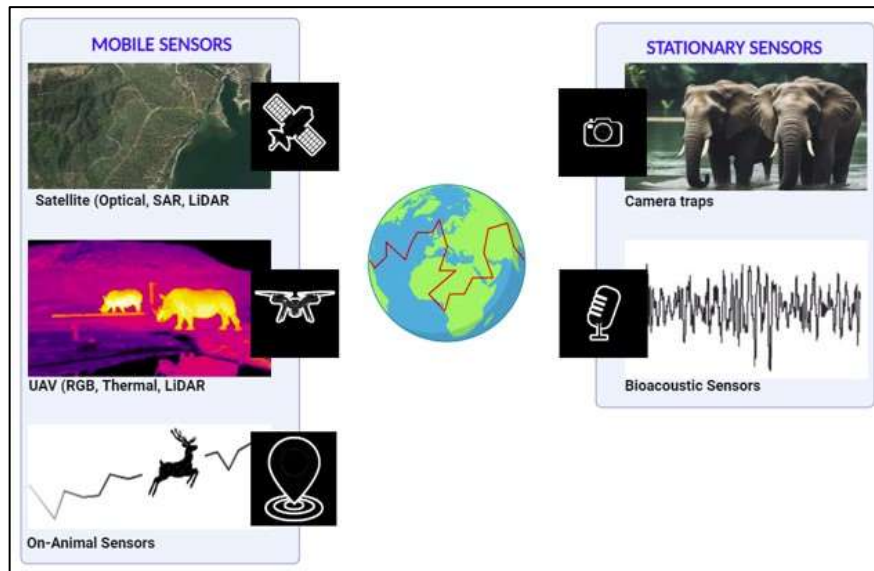 MOBILE SENSORS
Satellite (Optical, SAR, LiDAR
UAV (RGB, Thermal, LiDAR
On-Animal Sensors
STATIONARY SENSORS
Camera traps
Bioacoustic Sensors